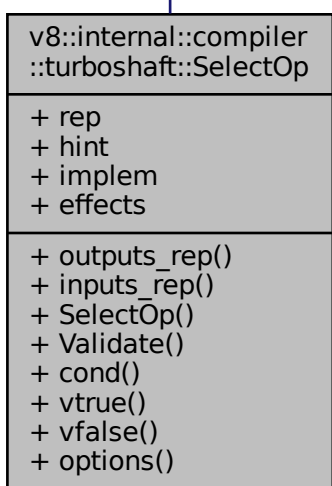 v8::internal::compiler
::turboshaft::SelectOp
+ rep
+ hint
+ implem
+ effects
+ outputs_rep()
+ inputs_rep()
+ SelectOp()
+ Validate()
+ cond()
+ vtrue()
+ vfalse()
+ options()